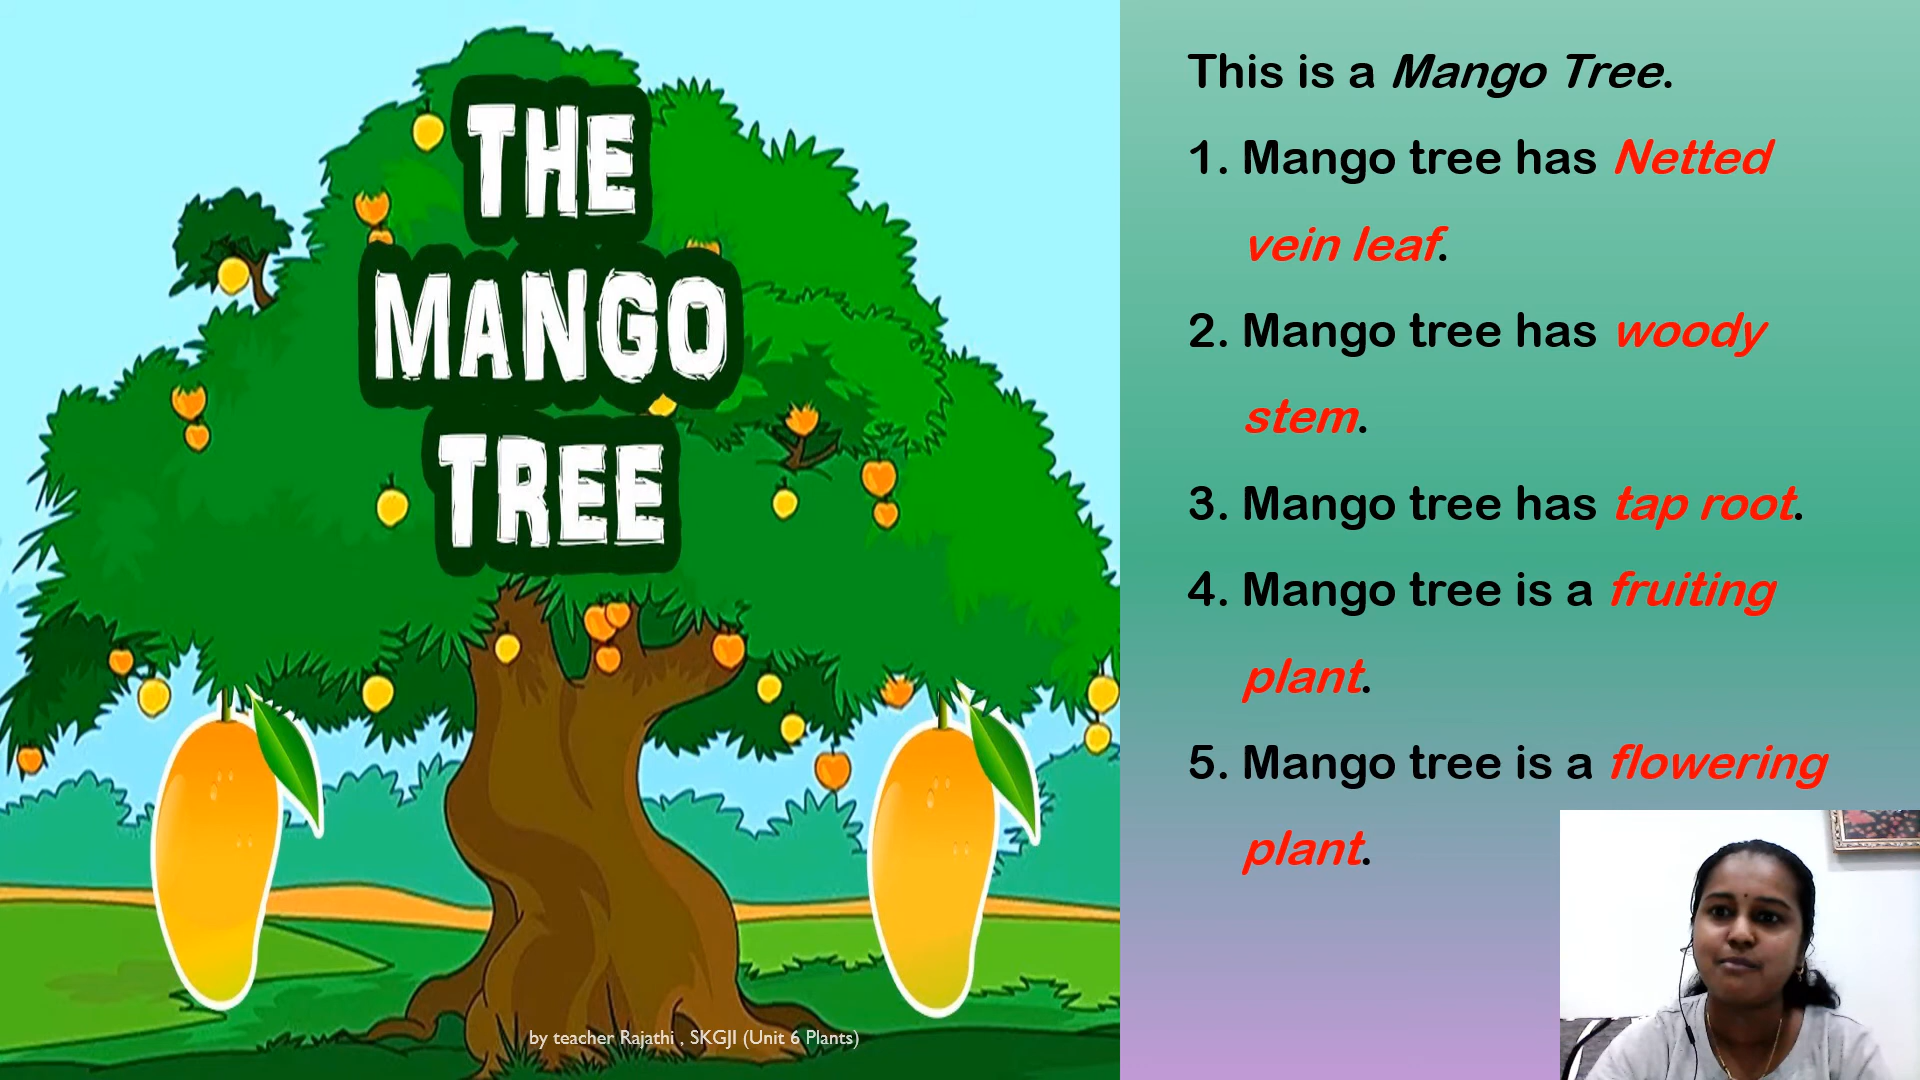 THE
MANGO
TREE
by teacher Rajathi , SKGJI (Unit 6 Plants)
This is a Mango Tree.
1. Mango tree has Netted
vein leaf.
2. Mango tree has woody
stem.
3. Mango tree has tap root.
4. Mango tree is a fruiting
plant.
5. Mango tree is a flowering
plant.